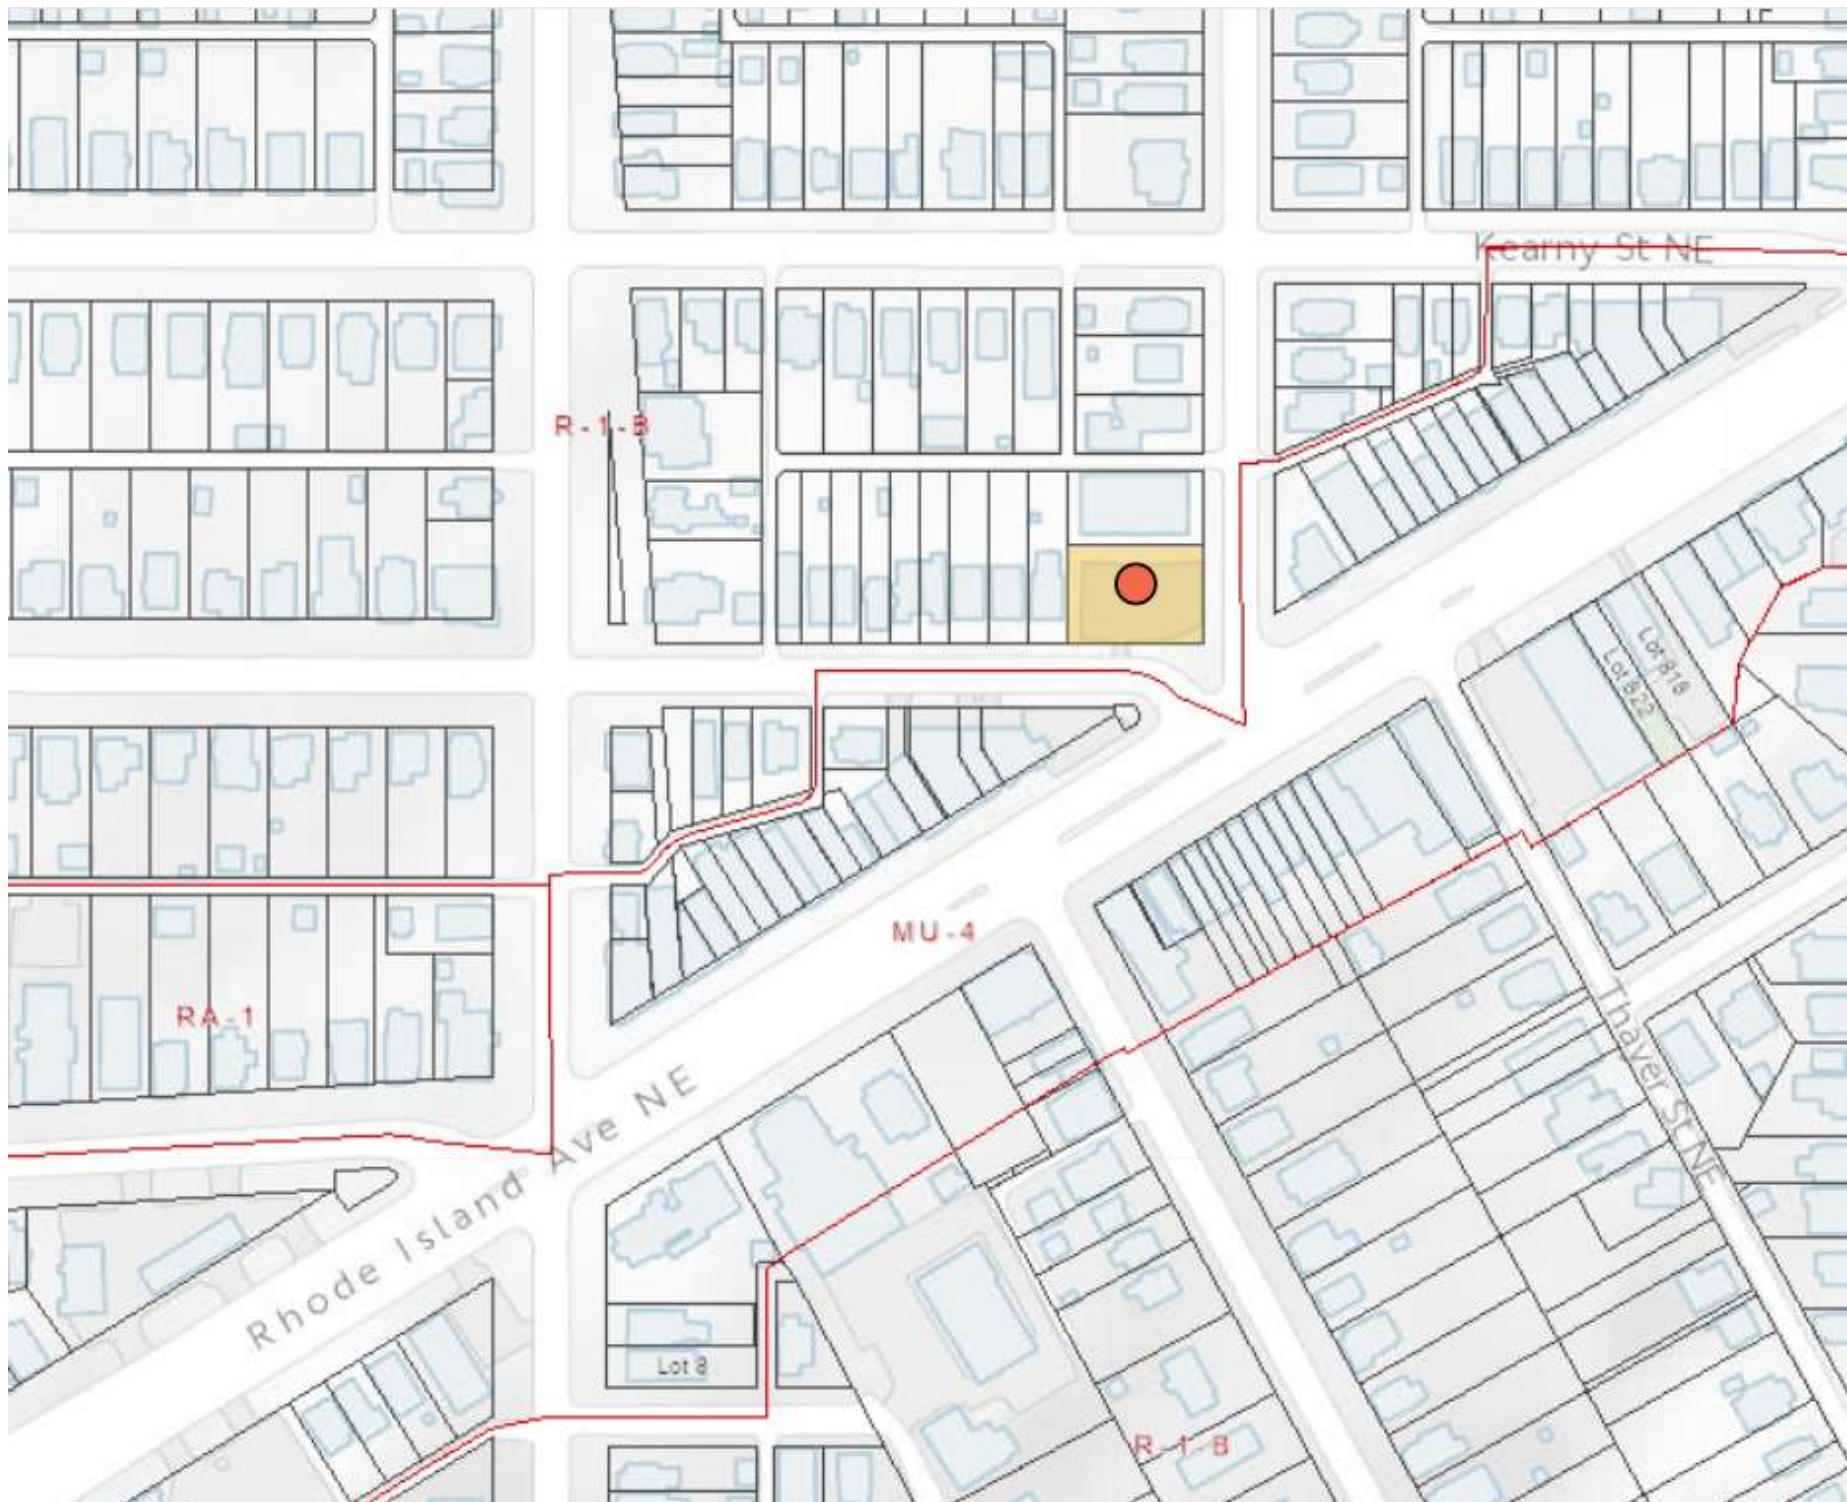 Kearny St NE
R-1-B
Lot 818
Lot 822
MU-4
RA-1
Thayer St NE
Rhode Island Ave NE
Lot 8
R-1-B